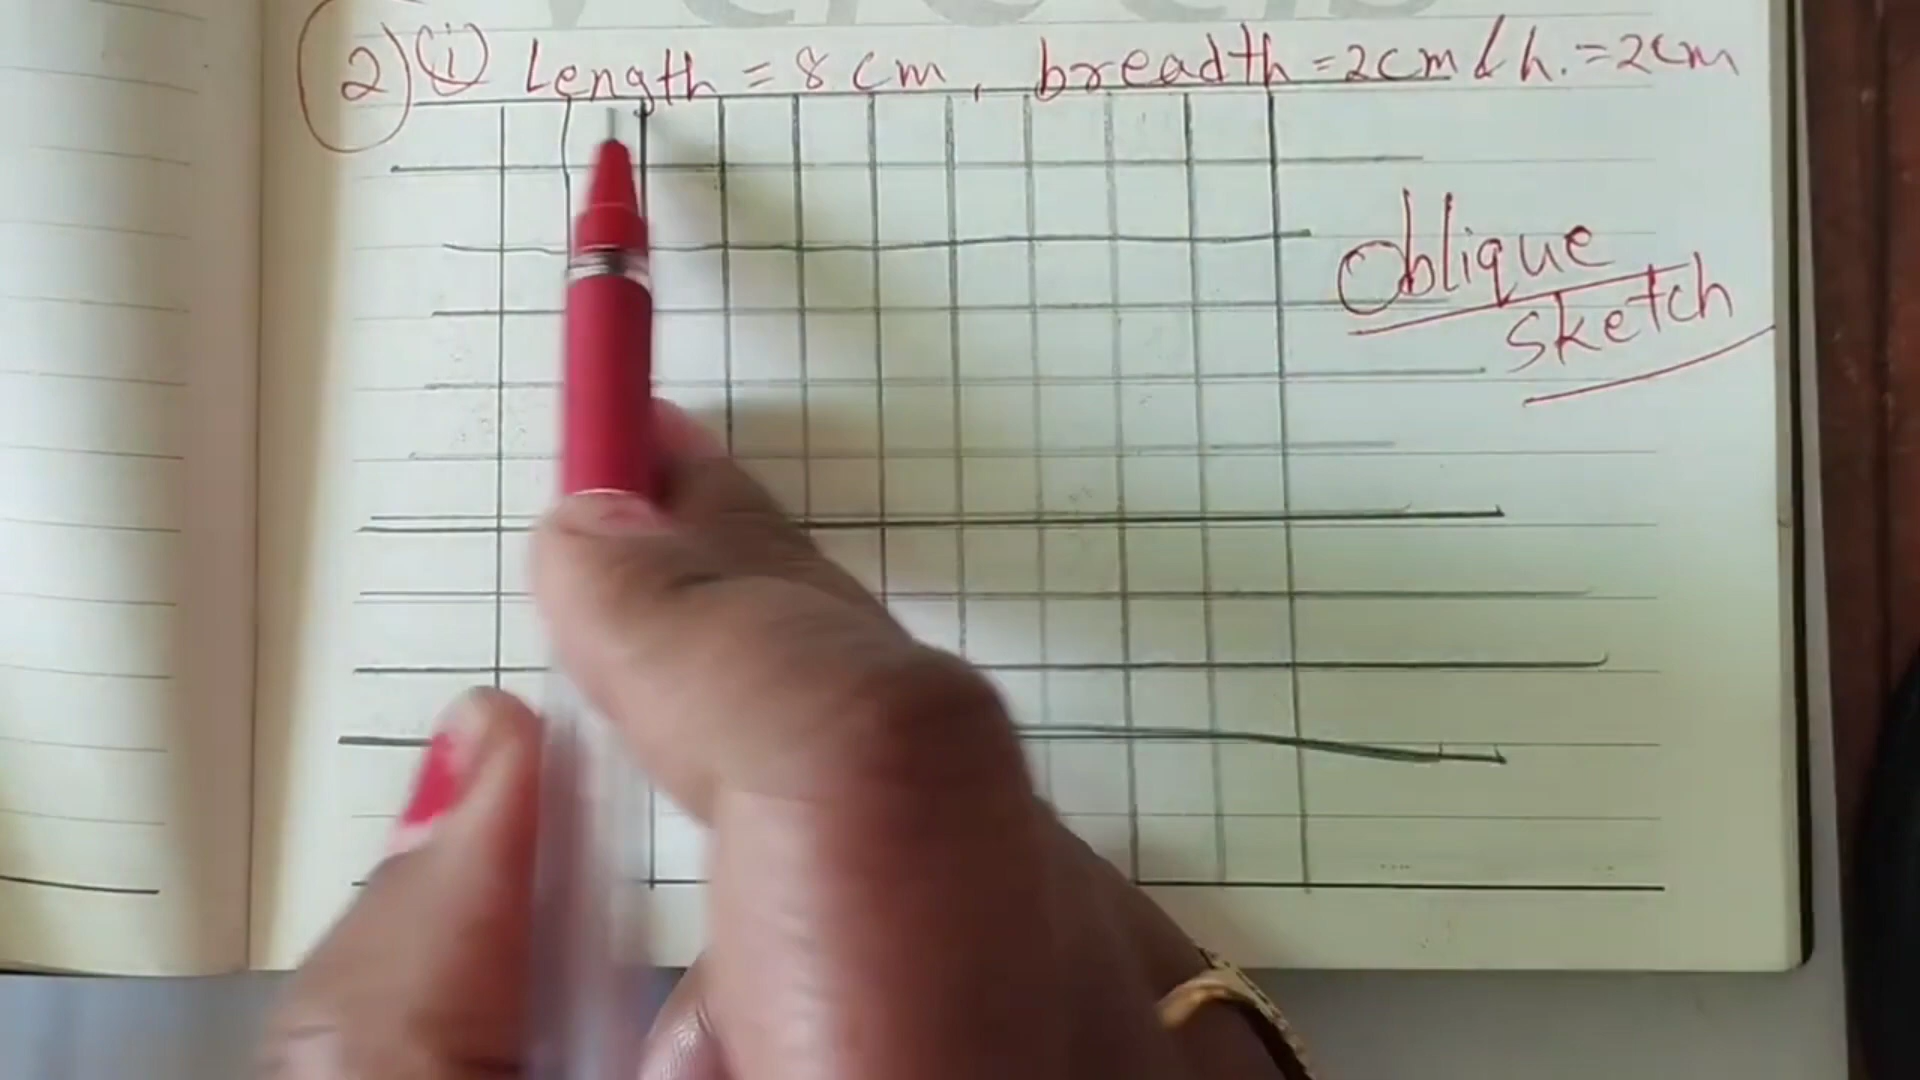 2) (i) Length = 8 cm, breadth = 2cm & h. = 2cm
Oblique
sketch